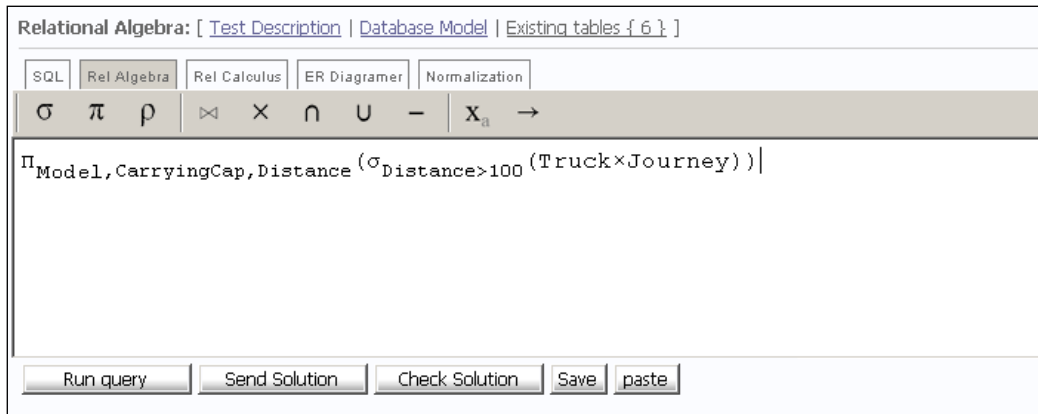 Relational Algebra: [ Test Description | Database Model | Existing tables { 6 } ]
SQL Rel Algebra Rel Calculus ER Diagramer Normalization
σ π ρ ⋈ × ∩ ∪ − Xa →
ΠModel,CarryingCap,Distance(σDistance>100(Truck×Journey))
Run query Send Solution Check Solution Save paste